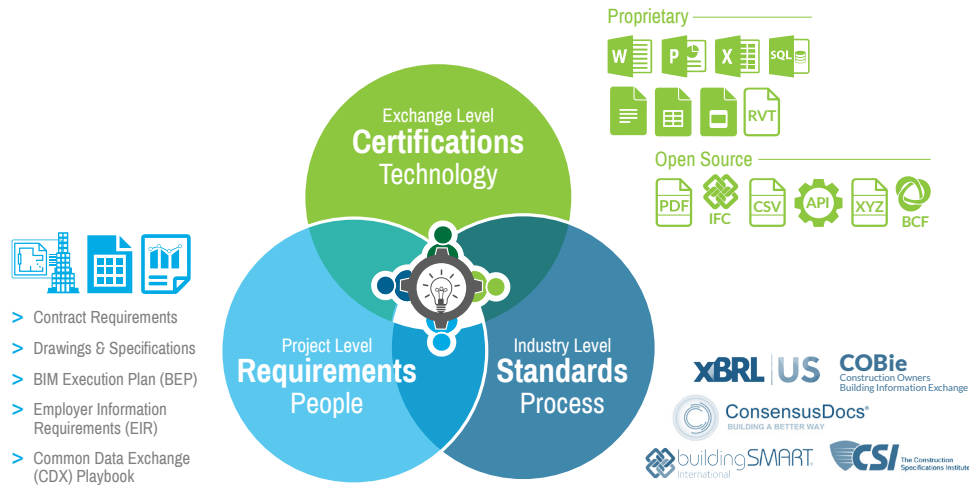 Proprietary
W
P
X
SQL
RVT
Open Source
PDF
IFC
CSV
API
XYZ
BCF
Exchange Level
Certifications
Technology
Project Level
Requirements
People
Industry Level
Standards
Process
> Contract Requirements
> Drawings & Specifications
> BIM Execution Plan (BEP)
> Employer Information
Requirements (EIR)
> Common Data Exchange
(CDX) Playbook
xBRL | US
COBie
Construction Owners
Building Information Exchange
ConsensusDocs®
BUILDING A BETTER WAY
buildingSMART®
International
CSI
The Construction
Specifications Institute